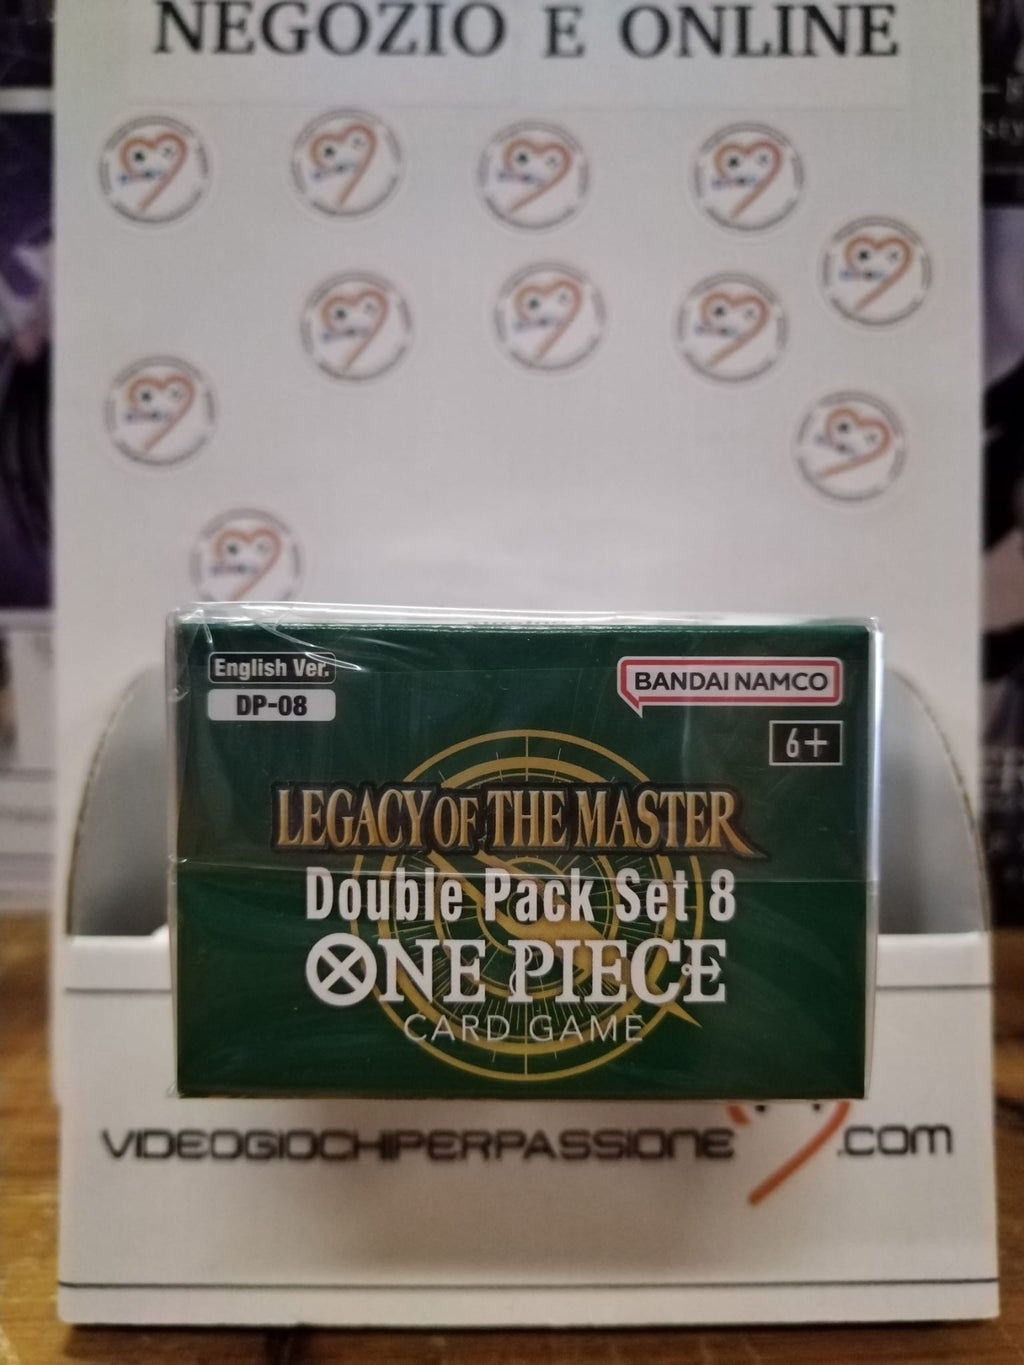 NEGOZIO E ONLINE
English Ver.
DP-08
BANDAI NAMCO
6+
LEGACY OF THE MASTER
Double Pack Set 8
ONE PIECE
CARD GAME
VIDEOGIOCHIPERPASSIONE.COM